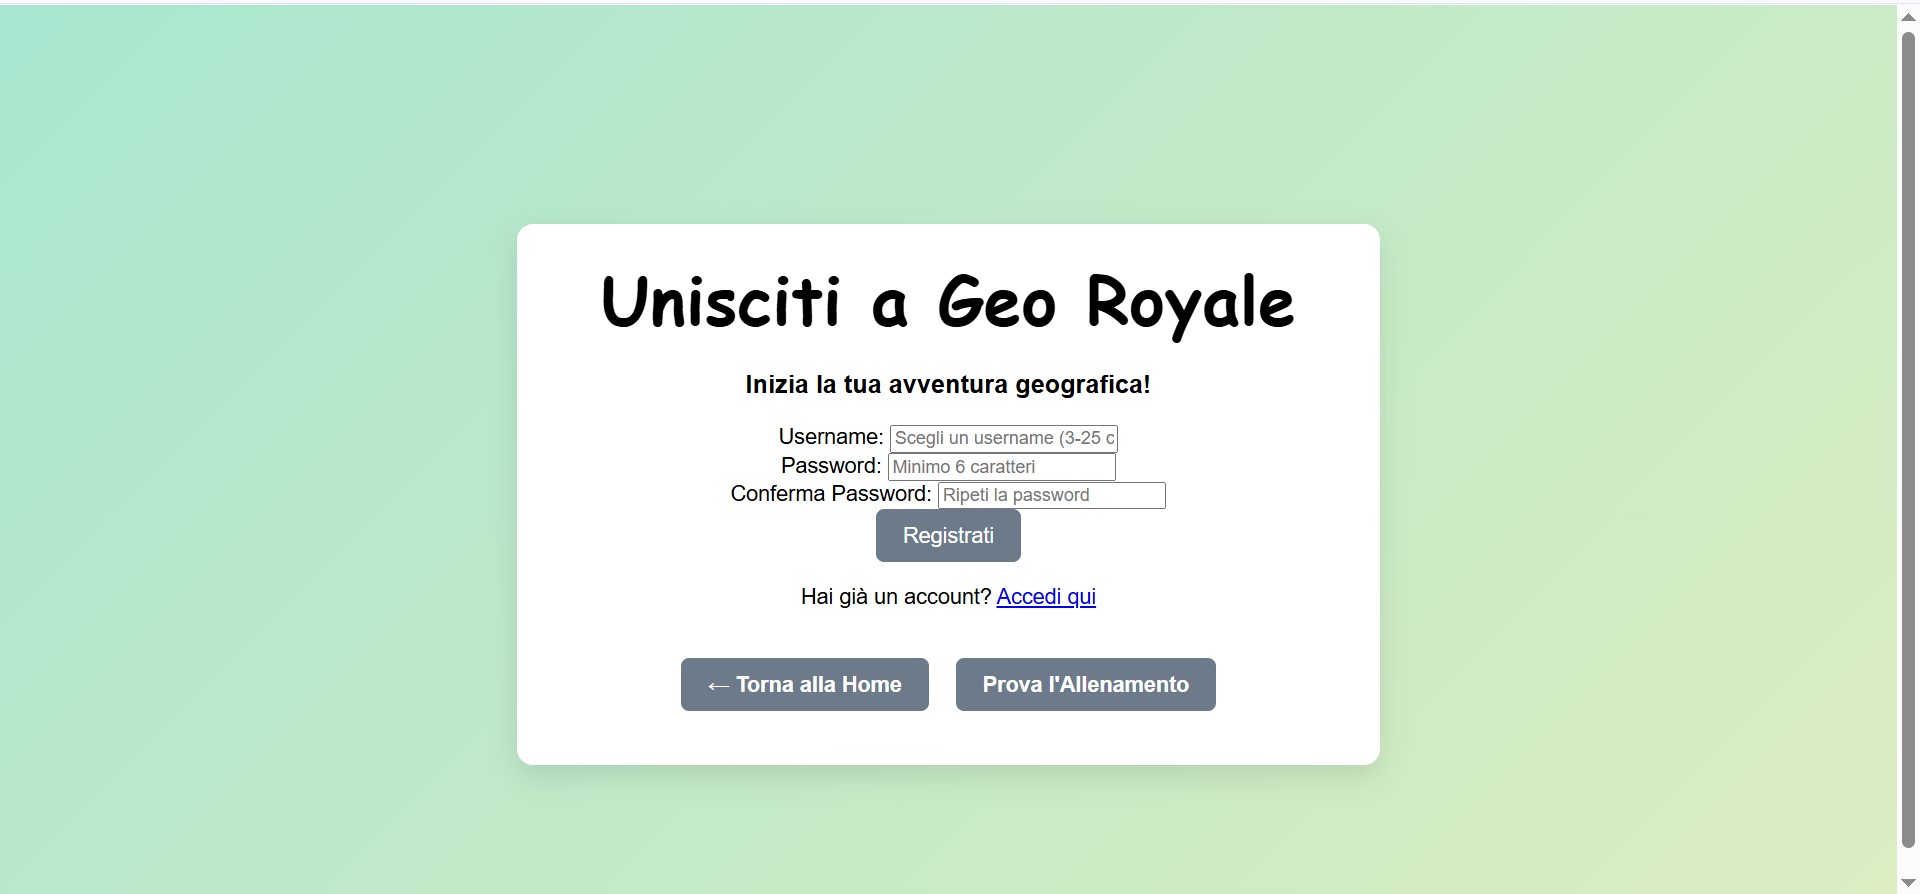 Unisciti a Geo Royale
Inizia la tua avventura geografica!
Username: Scegli un username (3-25 c
Password: Minimo 6 caratteri
Conferma Password: Ripeti la password
Registrati
Hai già un account? Accedi qui
← Torna alla Home Prova l'Allenamento